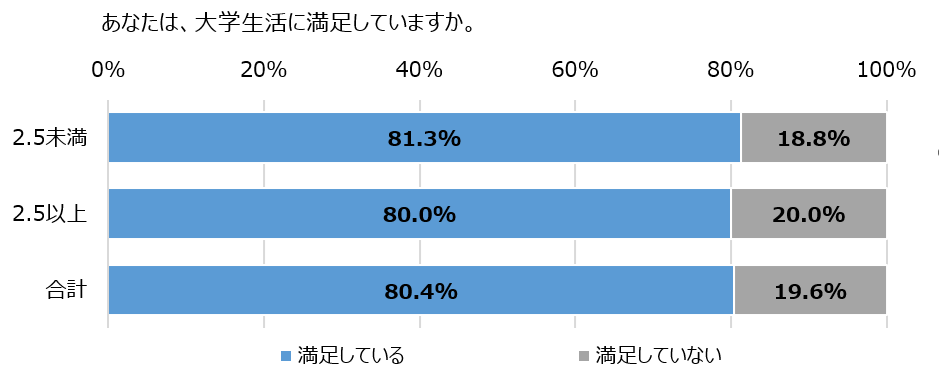 あなたは、大学生活に満足していますか。
0% 20% 40% 60% 80% 100%
2.5未満 81.3% 18.8%
2.5以上 80.0% 20.0%
合計 80.4% 19.6%
満足している 満足していない